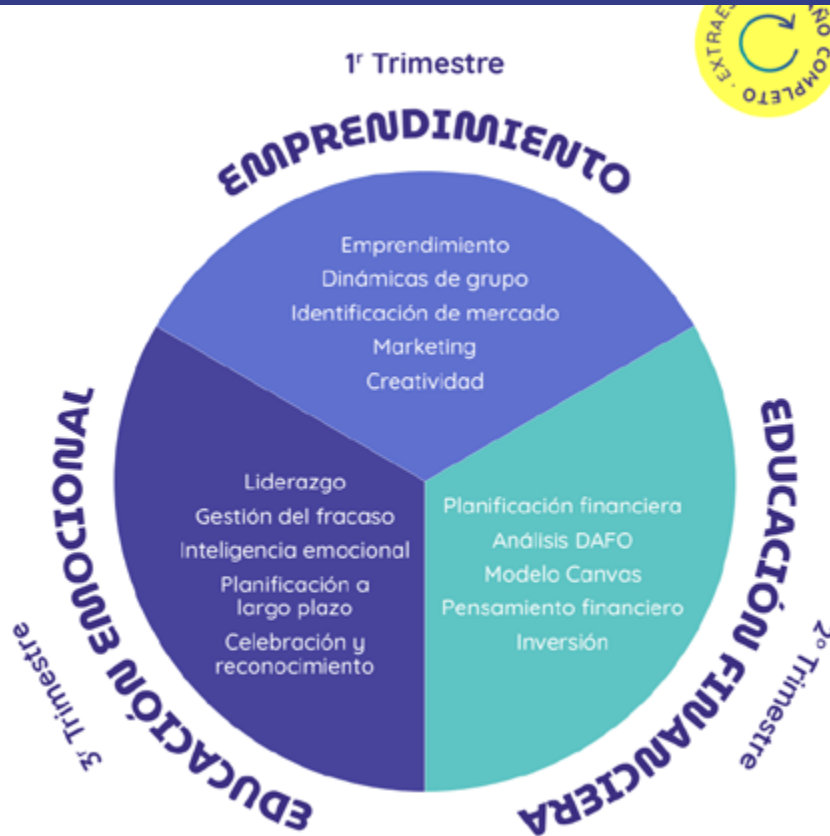 1ʳ Trimestre
EMPRENDIMIENTO
Emprendimiento
Dinámicas de grupo
Identificación de mercado
Marketing
Creatividad
EDUCACIÓN FINANCIERA
2º Trimestre
Planificación financiera
Análisis DAFO
Modelo Canvas
Pensamiento financiero
Inversión
EDUCACIÓN EMOCIONAL
3ʳ Trimestre
Liderazgo
Gestión del fracaso
Inteligencia emocional
Planificación a
largo plazo
Celebración y
reconocimiento
COMPLETO ·